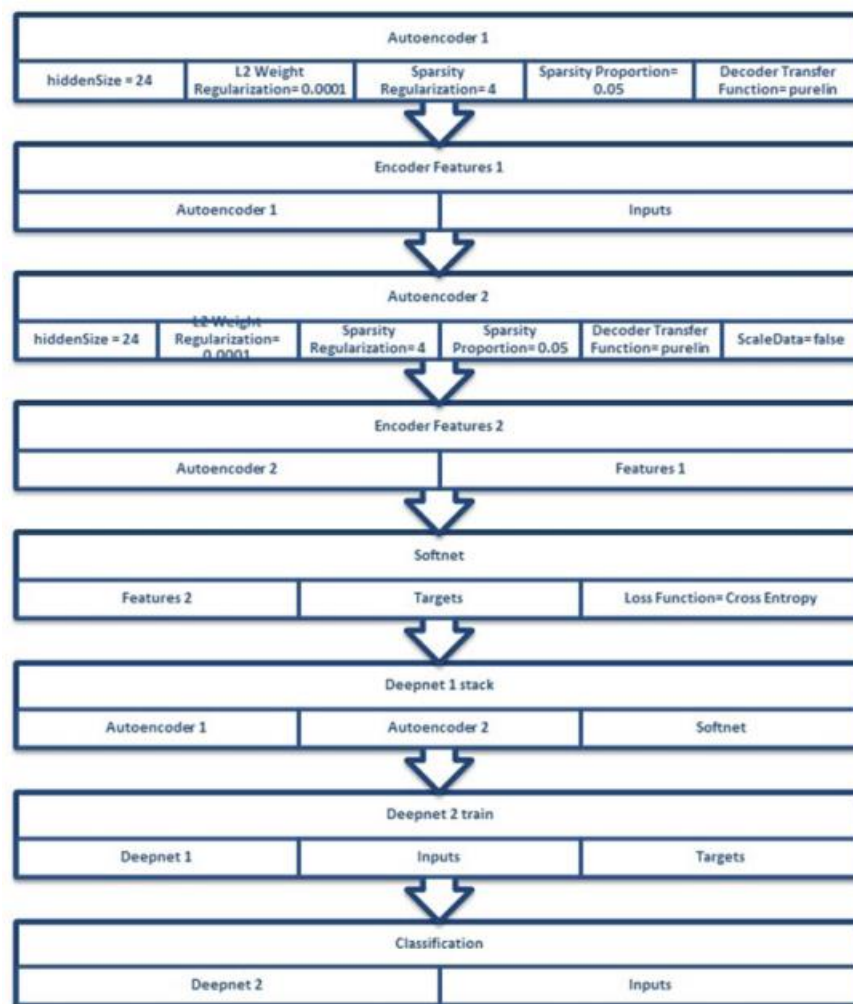 Autoencoder 1
hiddenSize = 24
L2 Weight
Regularization= 0.0001
Sparsity
Regularization= 4
Sparsity Proportion=
0.05
Decoder Transfer
Function= purelin
Encoder Features 1
Autoencoder 1
Inputs
Autoencoder 2
hiddenSize = 24
L2 Weight
Regularization=
0.0001
Sparsity
Regularization= 4
Sparsity
Proportion= 0.05
Decoder Transfer
Function= purelin
ScaleData= false
Encoder Features 2
Autoencoder 2
Features 1
Softnet
Features 2
Targets
Loss Function= Cross Entropy
Deepnet 1 stack
Autoencoder 1
Autoencoder 2
Softnet
Deepnet 2 train
Deepnet 1
Inputs
Targets
Classification
Deepnet 2
Inputs